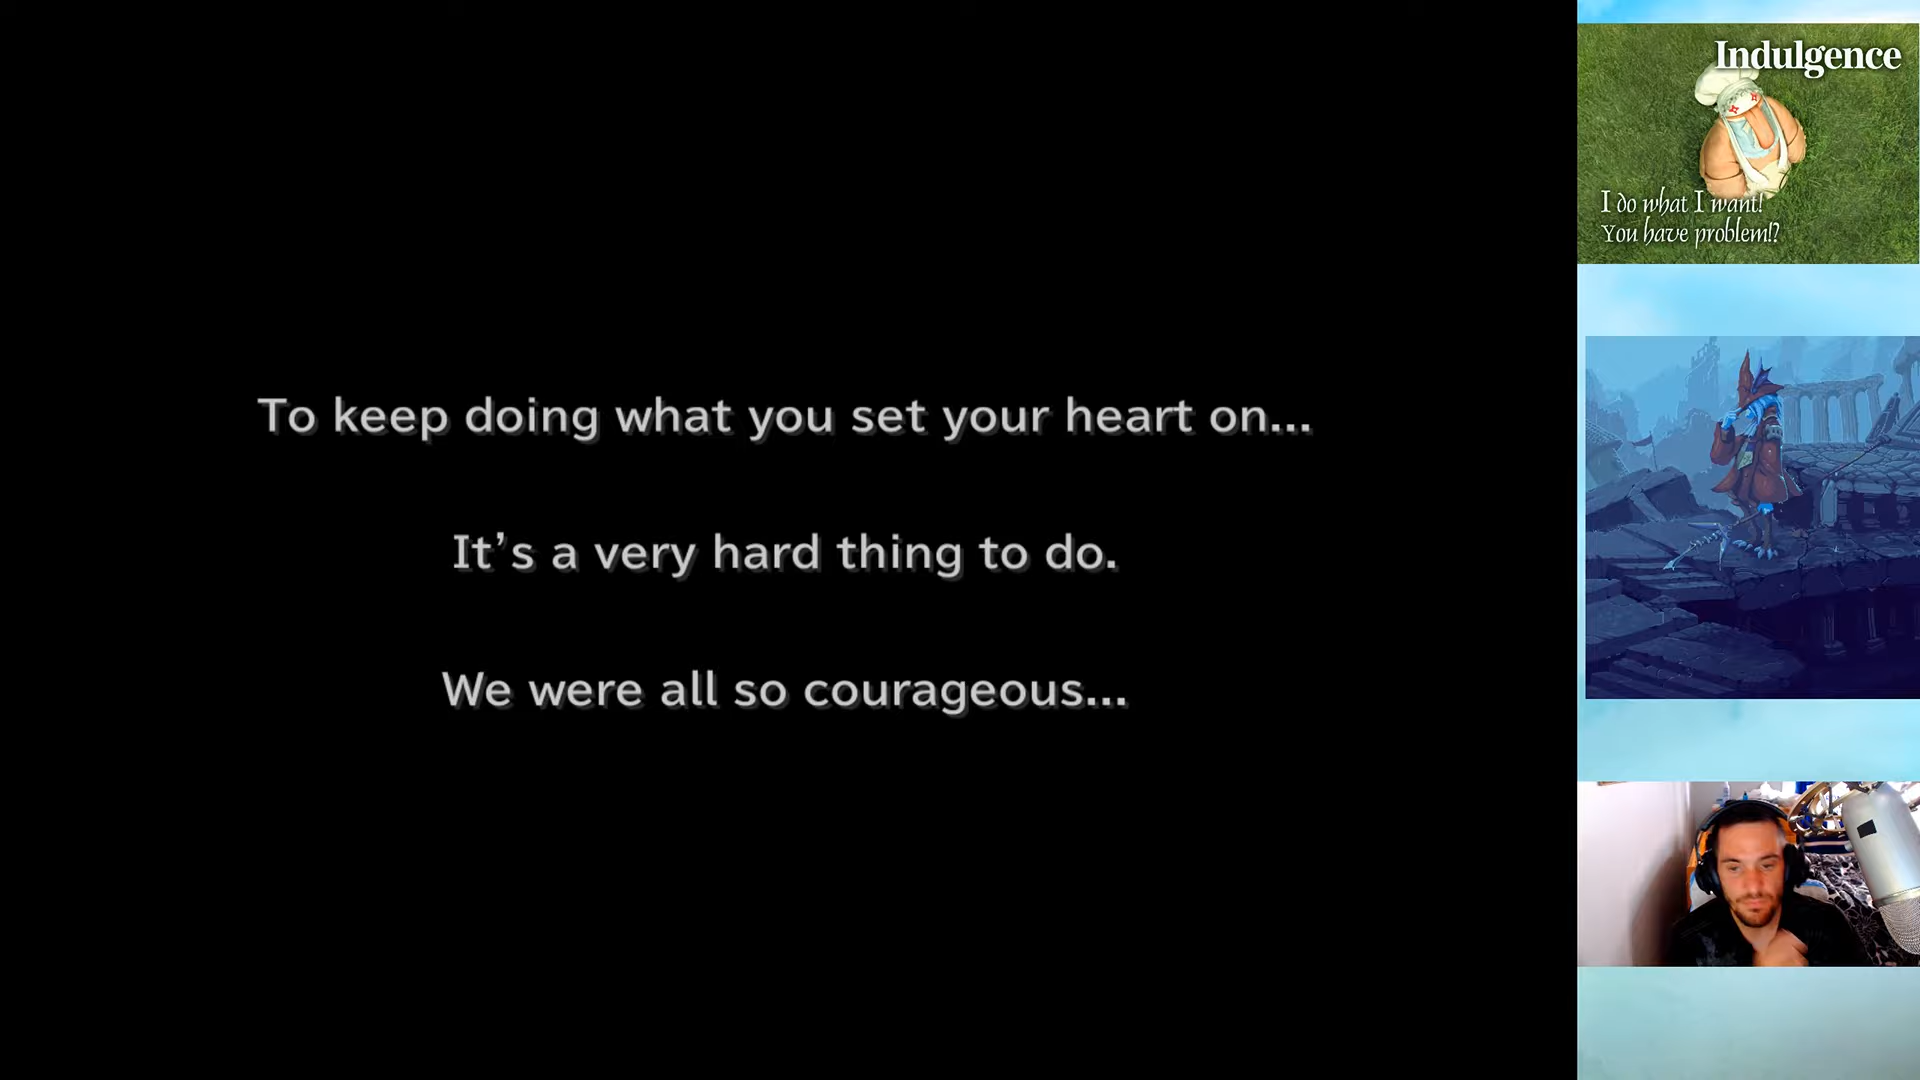 To keep doing what you set your heart on...
It's a very hard thing to do.
We were all so courageous...
Indulgence
I do what I want!
You have problem!?